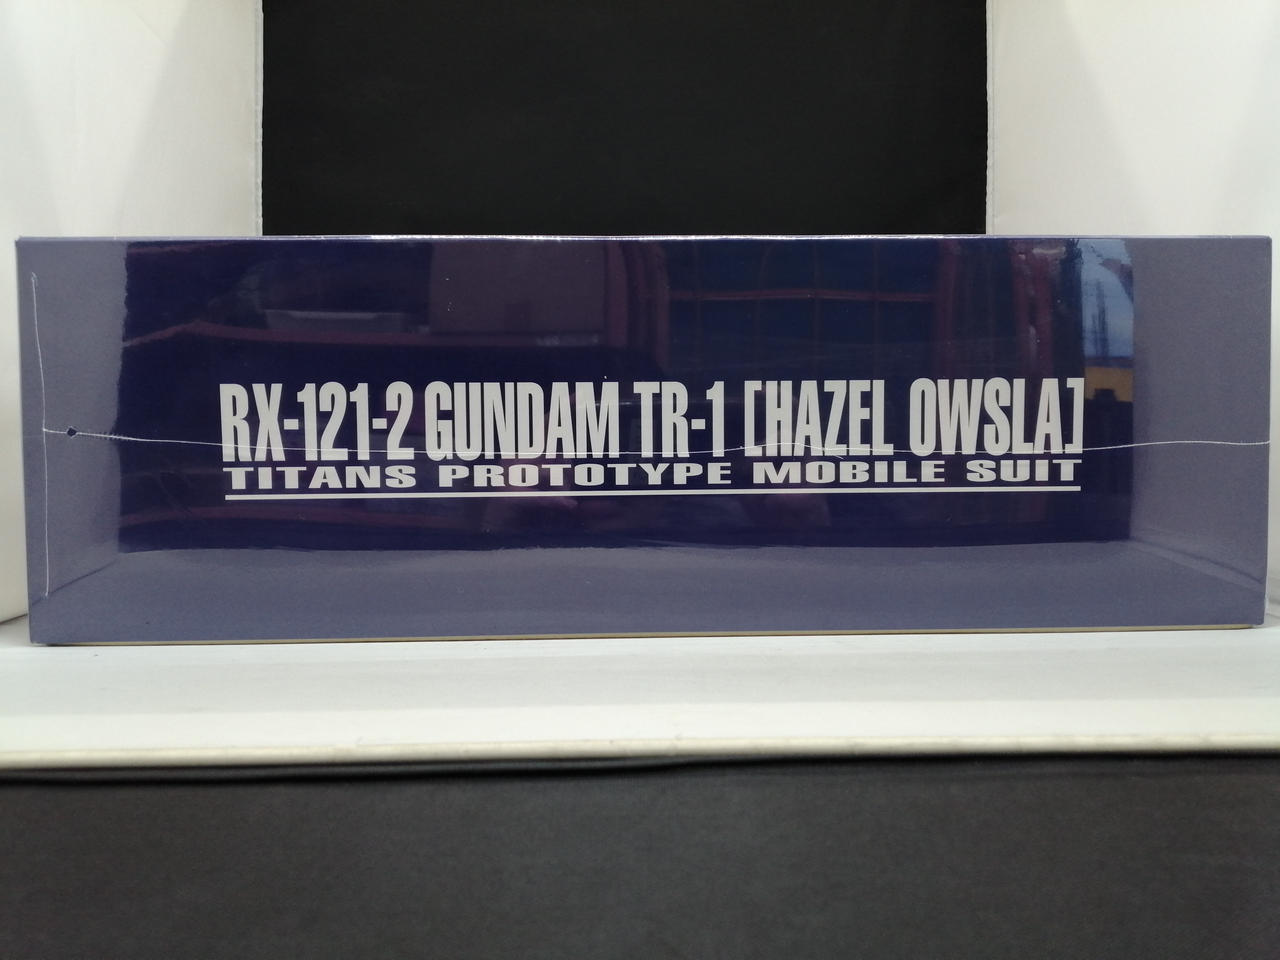 RX-121-2 GUNDAM TR-1 [HAZEL OWSLA]
TITANS PROTOTYPE MOBILE SUIT